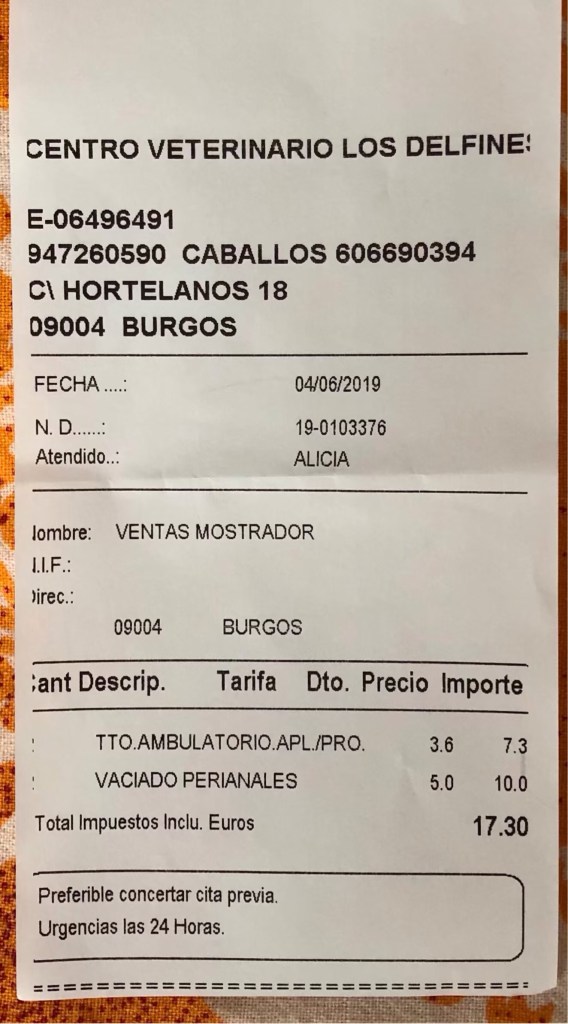 CENTRO VETERINARIO LOS DELFINES
E-06496491
947260590 CABALLOS 606690394
C\ HORTELANOS 18
09004 BURGOS
FECHA ....: 04/06/2019
N. D......: 19-0103376
Atendido..: ALICIA
Nombre: VENTAS MOSTRADOR
N.I.F.:
Direc.:
09004 BURGOS
Cant Descrip. Tarifa Dto. Precio Importe
TTO.AMBULATORIO.APL./PRO. 3.6 7.3
VACIADO PERIANALES 5.0 10.0
Total Impuestos Inclu. Euros 17.30
Preferible concertar cita previa.
Urgencias las 24 Horas.